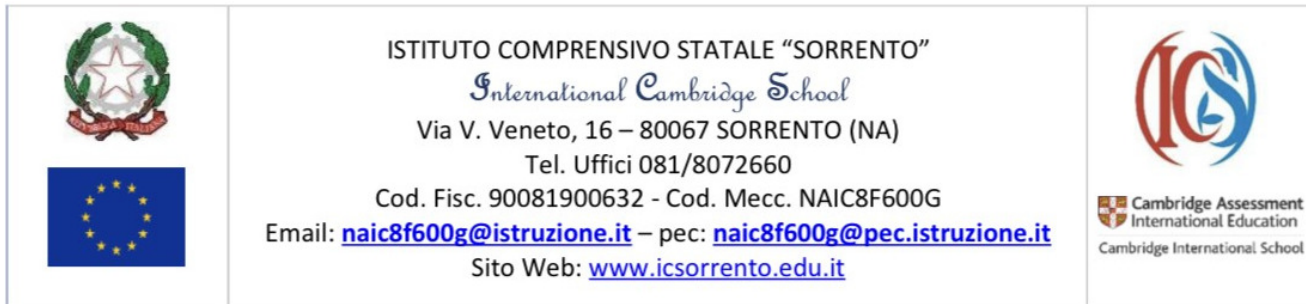 ISTITUTO COMPRENSIVO STATALE “SORRENTO”
International Cambridge School
Via V. Veneto, 16 – 80067 SORRENTO (NA)
Tel. Uffici 081/8072660
Cod. Fisc. 90081900632 - Cod. Mecc. NAIC8F600G
Email: naic8f600g@istruzione.it – pec: naic8f600g@pec.istruzione.it
Sito Web: www.icsorrento.edu.it
ICS
Cambridge Assessment
International Education
Cambridge International School